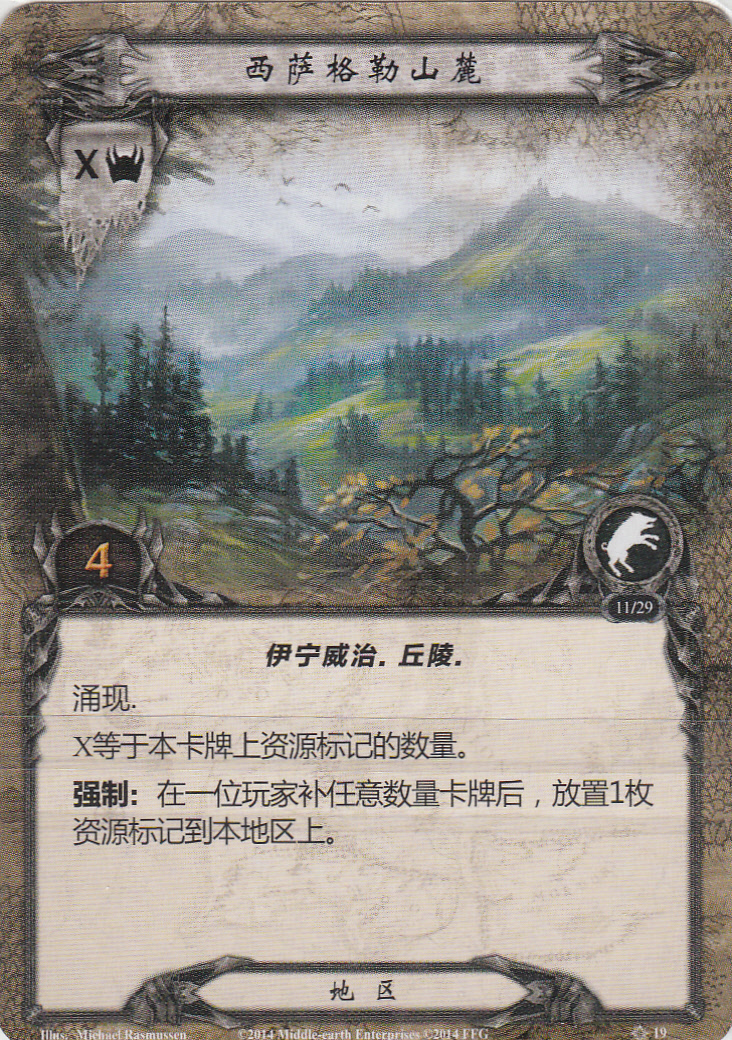 西萨格勒山麓
X
4
11/29
伊宁威治. 丘陵.
涌现.
X等于本卡牌上资源标记的数量。
强制：在一位玩家补任意数量卡牌后，放置1枚
资源标记到本地区上。
地区
Illus: Michael Rasmussen ©2014 Middle-earth Enterprises ©2014 FFG 19